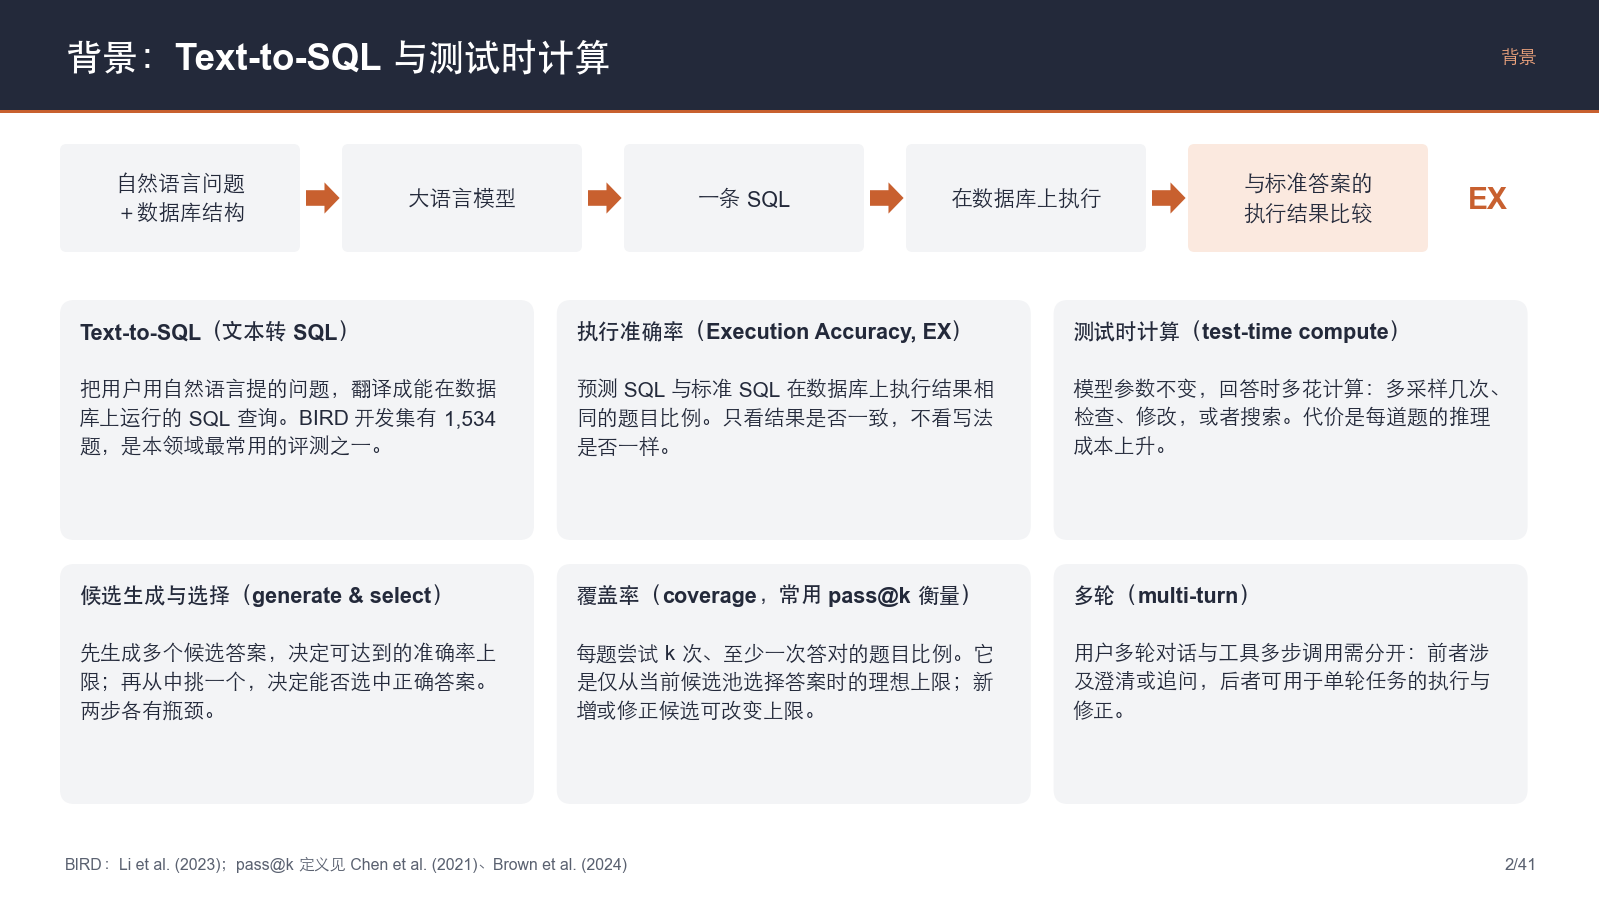 背景：Text-to-SQL 与测试时计算
背景
自然语言问题
＋数据库结构
大语言模型
一条 SQL
在数据库上执行
与标准答案的
执行结果比较
EX
Text-to-SQL（文本转 SQL）
把用户用自然语言提的问题，翻译成能在数据
库上运行的 SQL 查询。BIRD 开发集有 1,534
题，是本领域最常用的评测之一。
执行准确率（Execution Accuracy, EX）
预测 SQL 与标准 SQL 在数据库上执行结果相
同的题目比例。只看结果是否一致，不看写法
是否一样。
测试时计算（test-time compute）
模型参数不变，回答时多花计算：多采样几次、
检查、修改，或者搜索。代价是每道题的推理
成本上升。
候选生成与选择（generate & select）
先生成多个候选答案，决定可达到的准确率上
限；再从中挑一个，决定能否选中正确答案。
两步各有瓶颈。
覆盖率（coverage，常用 pass@k 衡量）
每题尝试 k 次、至少一次答对的题目比例。它
是仅从当前候选池选择答案时的理想上限；新
增或修正候选可改变上限。
多轮（multi-turn）
用户多轮对话与工具多步调用需分开：前者涉
及澄清或追问，后者可用于单轮任务的执行与
修正。
BIRD：Li et al. (2023)；pass@k 定义见 Chen et al. (2021)、Brown et al. (2024)
2/41